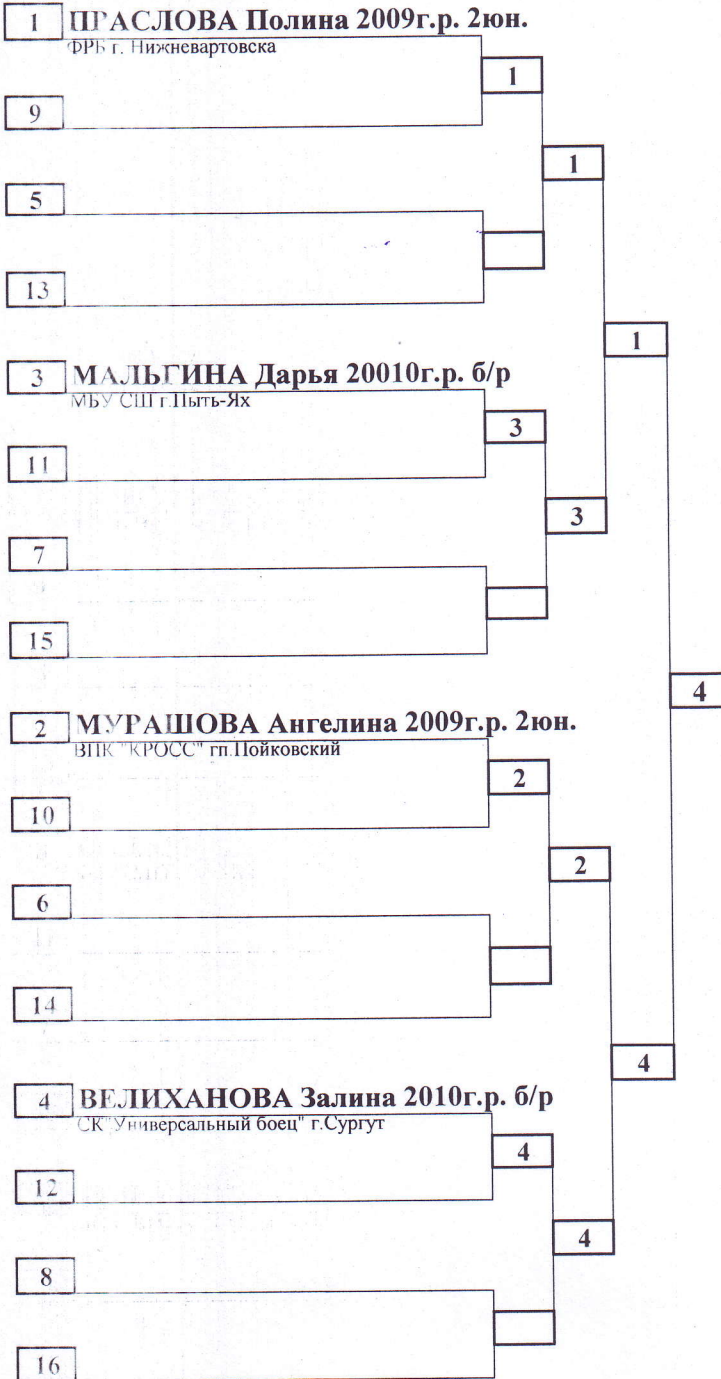 1 ПРАСЛОВА Полина 2009г.р. 2юн.
ФРБ г. Нижневартовска
1
9
1
5
13
1
3 МАЛЬГИНА Дарья 20010г.р. б/р
МБУ СШ г.Пыть-Ях
3
11
3
7
15
4
2 МУРАШОВА Ангелина 2009г.р. 2юн.
ВПК "КРОСС" гп.Пойковский
2
10
2
6
14
4
4 ВЕЛИХАНОВА Залина 2010г.р. б/р
СК"Универсальный боец" г.Сургут
4
12
4
8
16